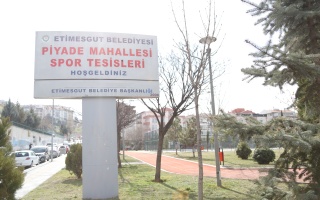 ETİMESGUT BELEDİYESİ
PİYADE MAHALLESİ
SPOR TESİSLERİ
HOŞGELDİNİZ
ETİMESGUT BELEDİYE BAŞKANLIĞI